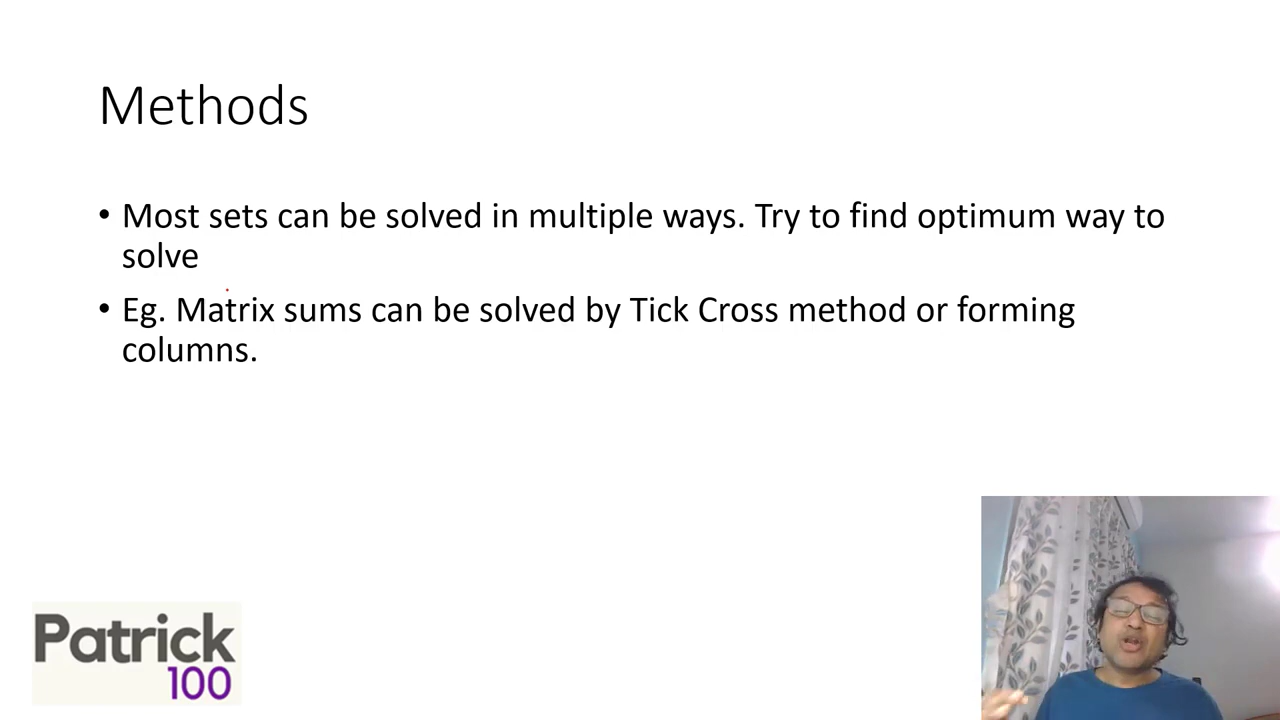 Methods
• Most sets can be solved in multiple ways. Try to find optimum way to
solve
• Eg. Matrix sums can be solved by Tick Cross method or forming
columns.
Patrick
100